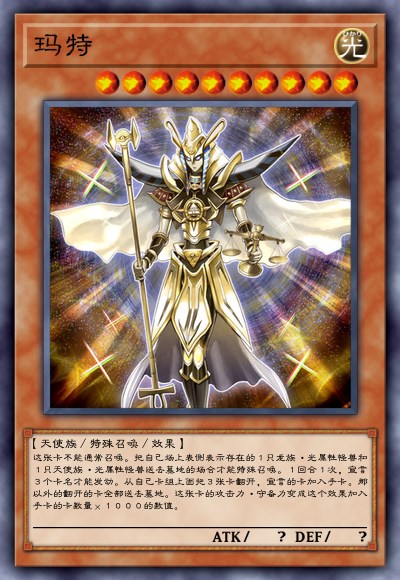 玛特
ひかり
光
【天使族／特殊召唤／效果】
这张卡不能通常召唤。把自己场上表侧表示存在的１只龙族·光属性怪兽和
１只天使族·光属性怪兽送去墓地的场合才能特殊召唤。１回合１次，宣言
３个卡名才能发动。从自己卡组上面把３张卡翻开，宣言的卡加入手卡。那
以外的翻开的卡全部送去墓地。这张卡的攻击力·守备力变成这个效果加入
手卡的卡的数量×１０００的数值。
ATK/ ? DEF/ ?